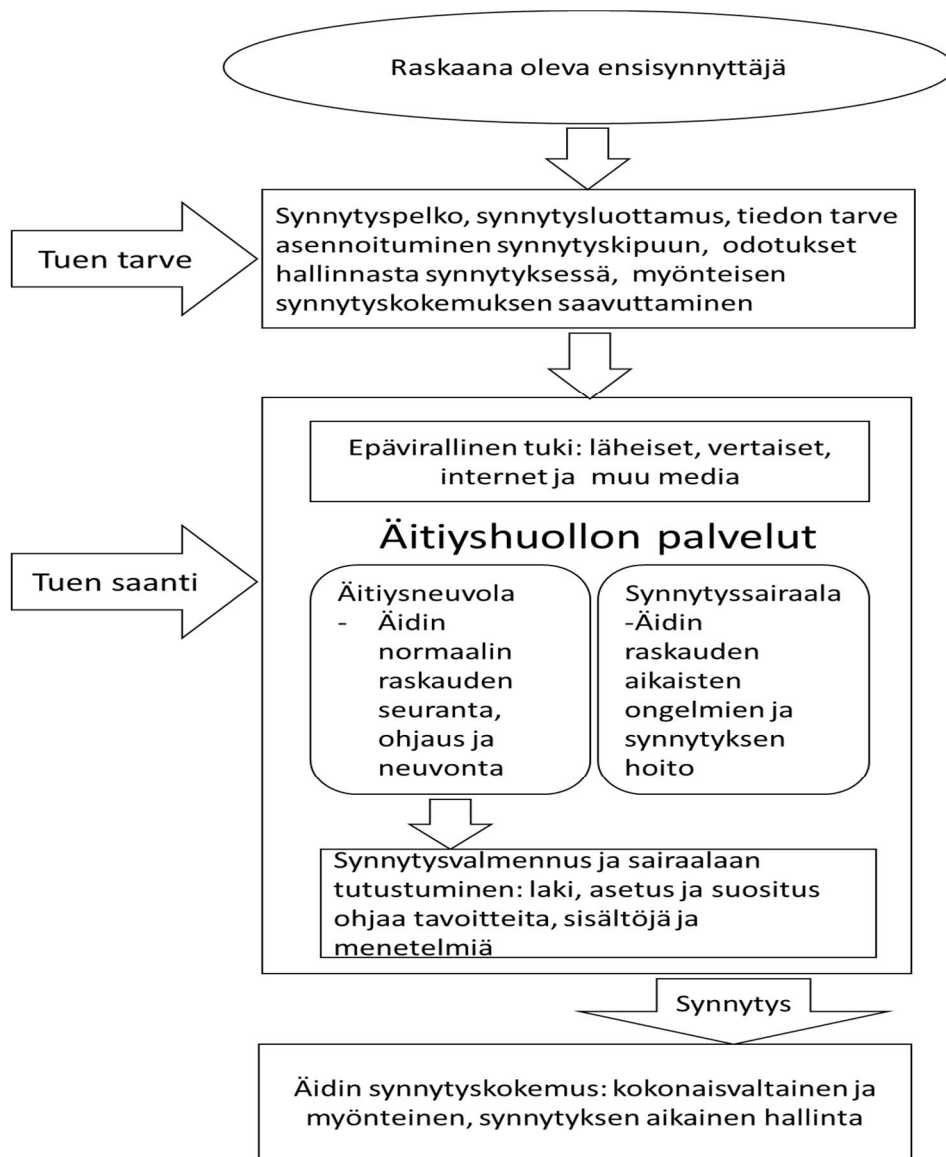 Raskaana oleva ensisynnyttäjä
Tuen tarve
Synnytyspelko, synnytysluottamus, tiedon tarve
asennoituminen synnytyskipuun, odotukset
hallinnasta synnytyksessä, myönteisen
synnytyskokemuksen saavuttaminen
Tuen saanti
Epävirallinen tuki: läheiset, vertaiset,
internet ja muu media
Äitiyshuollon palvelut
Äitiysneuvola
- Äidin
normaalin
raskauden
seuranta,
ohjaus ja
neuvonta
Synnytyssairaala
-Äidin
raskauden
aikaisten
ongelmien ja
synnytyksen
hoito
Synnytysvalmennus ja sairaalaan
tutustuminen: laki, asetus ja suositus
ohjaa tavoitteita, sisältöjä ja
menetelmiä
Synnytys
Äidin synnytyskokemus: kokonaisvaltainen ja
myönteinen, synnytyksen aikainen hallinta